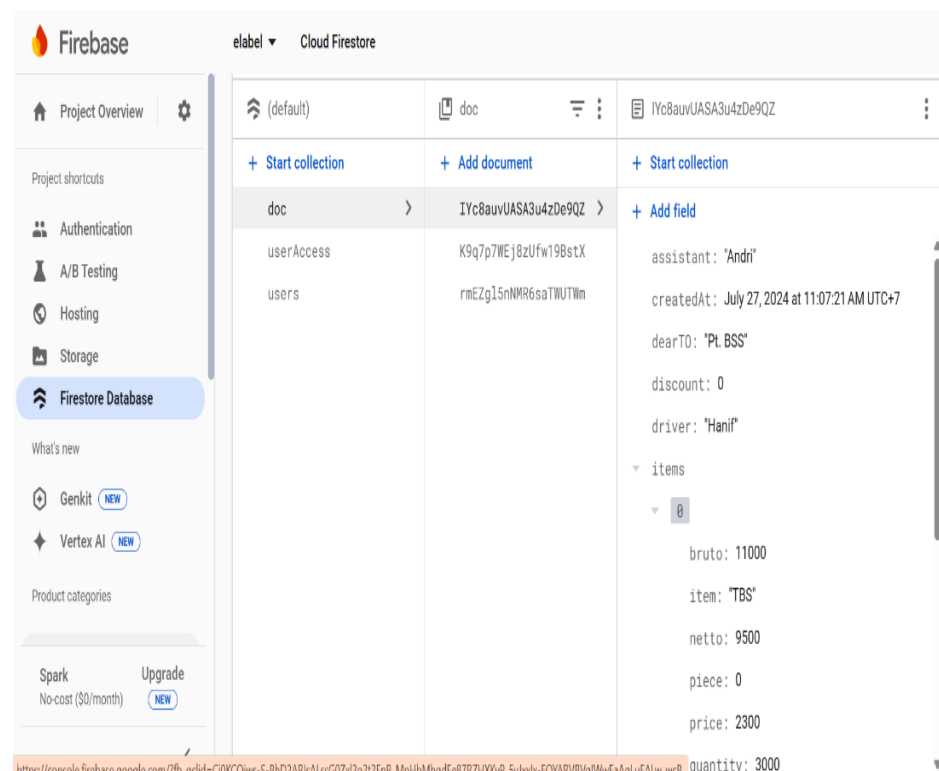 Firebase
elabel
Cloud Firestore
Project Overview
Project shortcuts
Authentication
A/B Testing
Hosting
Storage
Firestore Database
What's new
Genkit NEW
Vertex AI NEW
Product categories
Spark
No-cost ($0/month)
Upgrade
NEW
(default)
+ Start collection
doc
userAccess
users
doc
+ Add document
IYc8auvUASA3u4zDe9QZ
K9q7p7WEj8zUfw19BstX
rmEZgl5nNMR6saTWUTWm
IYc8auvUASA3u4zDe9QZ
+ Start collection
+ Add field
assistant: "Andri"
createdAt: July 27, 2024 at 11:07:21 AM UTC+7
dearTO: "Pt. BSS"
discount: 0
driver: "Hanif"
items
0
bruto: 11000
item: "TBS"
netto: 9500
piece: 0
price: 2300
quantity: 3000